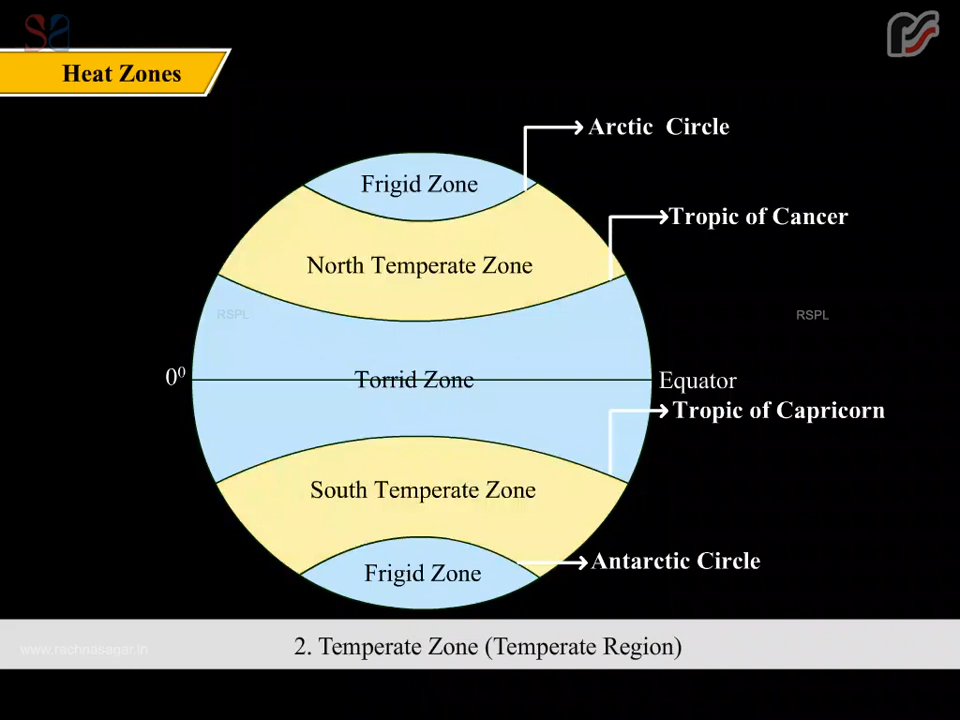 Heat Zones
Arctic Circle
Frigid Zone
Tropic of Cancer
North Temperate Zone
RSPL
RSPL
0⁰
Torrid Zone
Equator
Tropic of Capricorn
South Temperate Zone
Antarctic Circle
Frigid Zone
2. Temperate Zone (Temperate Region)
www.rachnasagar.in